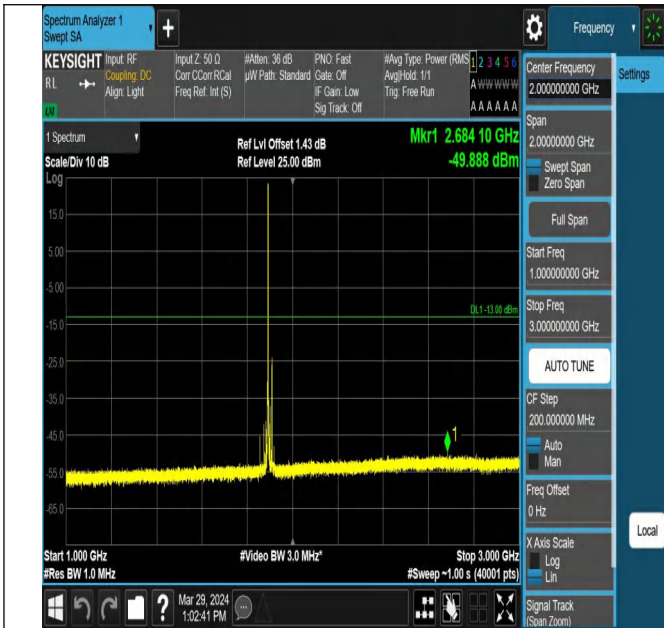 Spectrum Analyzer 1
Swept SA
Frequency
KEYSIGHT
RL
LXI
Input: RF
Coupling: DC
Align: Light
Input Z: 50 Ω
Corr CCorr RCal
Freq Ref: Int (S)
#Atten: 36 dB
µW Path: Standard
PNO: Fast
Gate: Off
IF Gain: Low
Sig Track: Off
#Avg Type: Power (RMS
Avg|Hold: 1/1
Trig: Free Run
1 2 3 4 5 6
A W W W W W
A A A A A A
1 Spectrum
Scale/Div 10 dB
Log
Ref Lvl Offset 1.43 dB
Ref Level 25.00 dBm
Mkr1 2.684 10 GHz
-49.888 dBm
15.0
5.00
-5.00
-15.0
-25.0
-35.0
-45.0
-55.0
-65.0
DL1 -13.00 dBm
1
Start 1.000 GHz
#Res BW 1.0 MHz
#Video BW 3.0 MHz*
Stop 3.000 GHz
#Sweep ~1.00 s (40001 pts)
Mar 29, 2024
1:02:41 PM
Center Frequency
2.00000000 GHz
Settings
Span
2.00000000 GHz
Swept Span
Zero Span
Full Span
Start Freq
1.000000000 GHz
Stop Freq
3.000000000 GHz
AUTO TUNE
CF Step
200.000000 MHz
Auto
Man
Freq Offset
0 Hz
X Axis Scale
Log
Lin
Local
Signal Track
(Span Zoom)